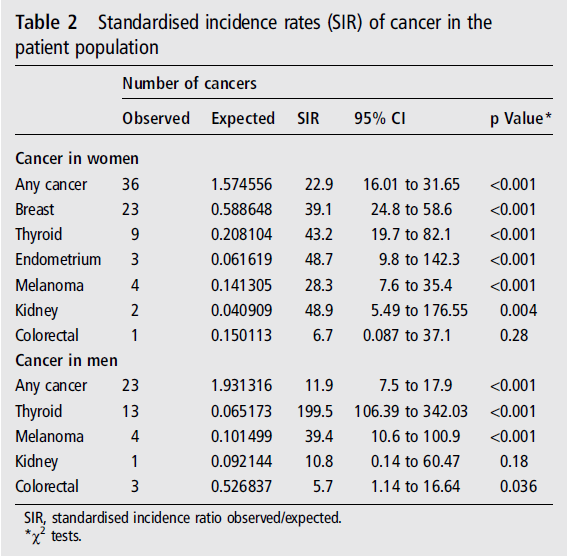 Table 2 Standardised incidence rates (SIR) of cancer in the
patient population
Number of cancers
Observed Expected SIR 95% CI p Value*
Cancer in women
Any cancer 36 1.574556 22.9 16.01 to 31.65 <0.001
Breast 23 0.588648 39.1 24.8 to 58.6 <0.001
Thyroid 9 0.208104 43.2 19.7 to 82.1 <0.001
Endometrium 3 0.061619 48.7 9.8 to 142.3 <0.001
Melanoma 4 0.141305 28.3 7.6 to 35.4 <0.001
Kidney 2 0.040909 48.9 5.49 to 176.55 0.004
Colorectal 1 0.150113 6.7 0.087 to 37.1 0.28
Cancer in men
Any cancer 23 1.931316 11.9 7.5 to 17.9 <0.001
Thyroid 13 0.065173 199.5 106.39 to 342.03 <0.001
Melanoma 4 0.101499 39.4 10.6 to 100.9 <0.001
Kidney 1 0.092144 10.8 0.14 to 60.47 0.18
Colorectal 3 0.526837 5.7 1.14 to 16.64 0.036
SIR, standardised incidence ratio observed/expected.
*χ² tests.